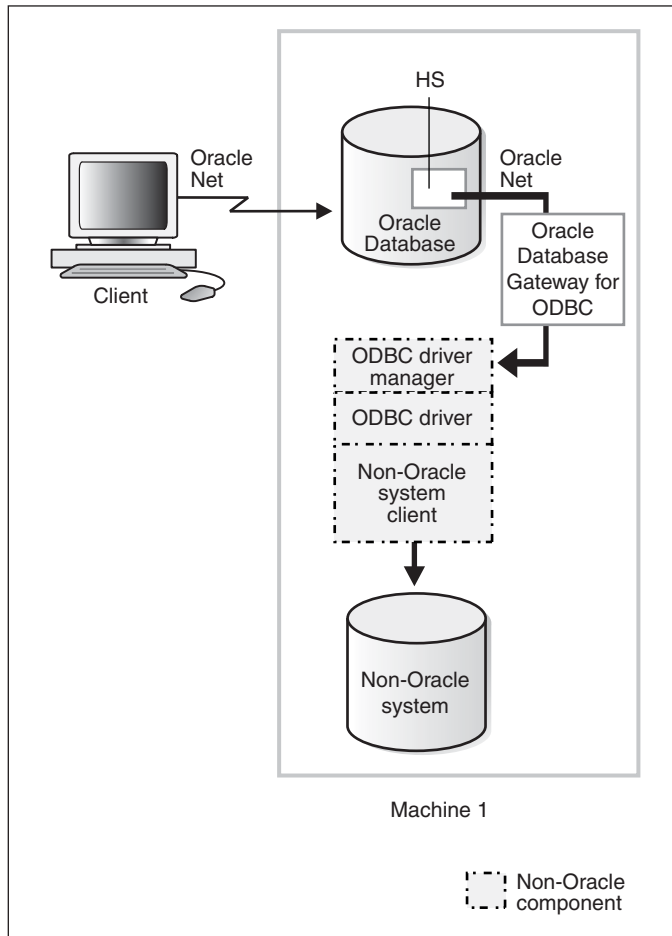 HS
Oracle
Net
Client
Oracle
Database
Oracle
Net
Oracle
Database
Gateway for
ODBC
ODBC driver
manager
ODBC driver
Non-Oracle
system
client
Non-Oracle
system
Machine 1
Non-Oracle
component